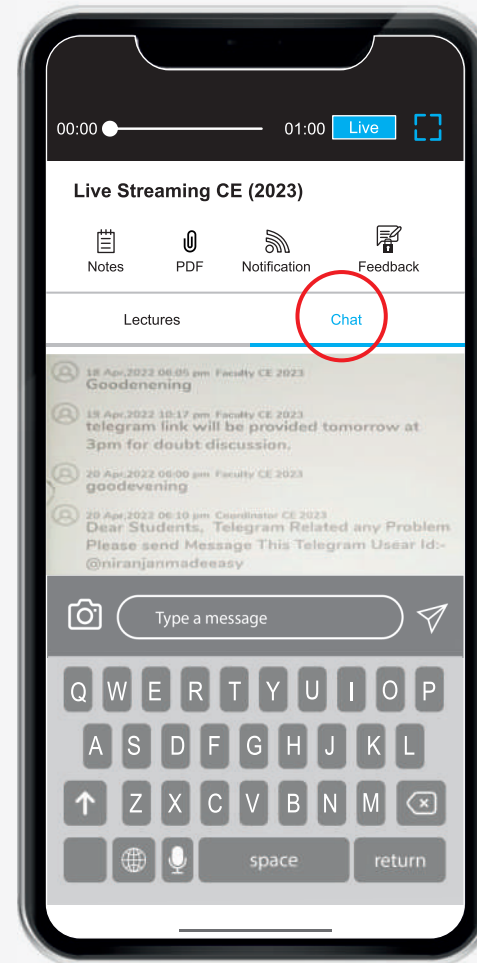 00:00 01:00 Live
Live Streaming CE (2023)
Notes PDF Notification Feedback
Lectures Chat
18 Apr,2022 06:05 pm Faculty CE 2023
Goodenening
19 Apr,2022 10:17 pm Faculty CE 2023
telegram link will be provided tomorrow at
3pm for doubt discussion.
20 Apr,2022 06:00 pm Faculty CE 2023
goodevening
20 Apr,2022 06:10 pm Coordinator CE 2023
Dear Students, Telegram Related any Problem
Please send Message This Telegram Usear Id:-
@niranjanmadeeasy
Type a message
Q W E R T Y U I O P
A S D F G H J K L
Z X C V B N M
space return